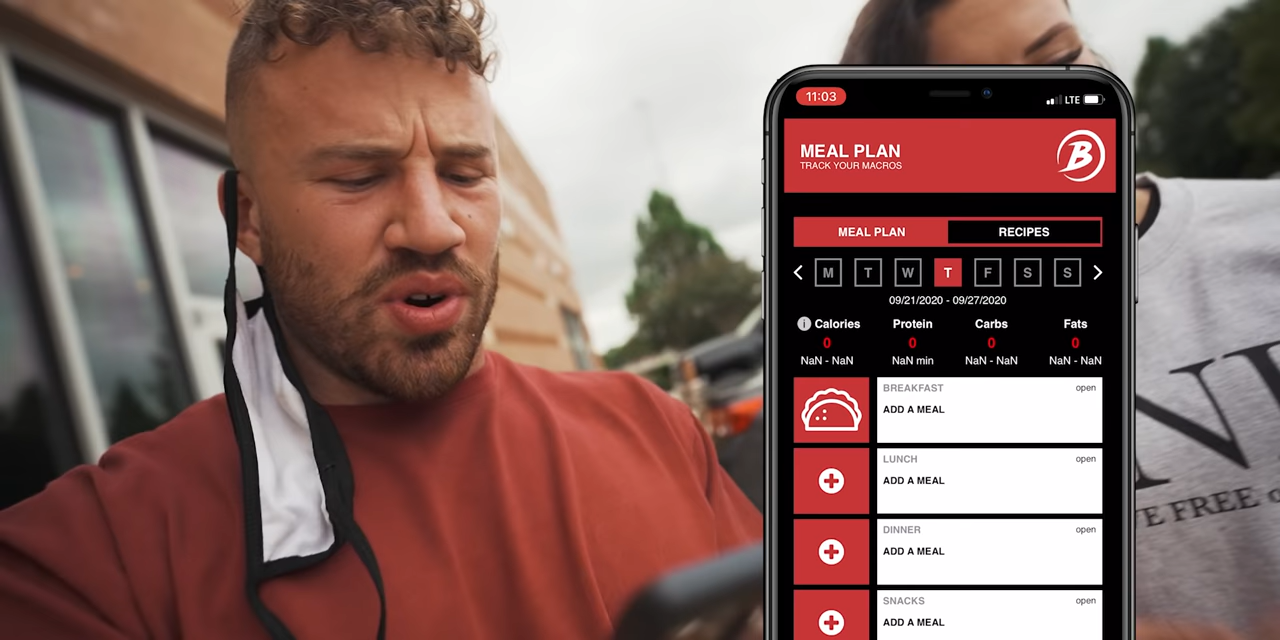 11:03
LTE
MEAL PLAN
TRACK YOUR MACROS
B
MEAL PLAN RECIPES
M T W T F S S
09/21/2020 - 09/27/2020
i Calories Protein Carbs Fats
0 0 0 0
NaN - NaN NaN min NaN - NaN NaN - NaN
BREAKFAST open
ADD A MEAL
LUNCH open
ADD A MEAL
DINNER open
ADD A MEAL
SNACKS open
ADD A MEAL
FREE